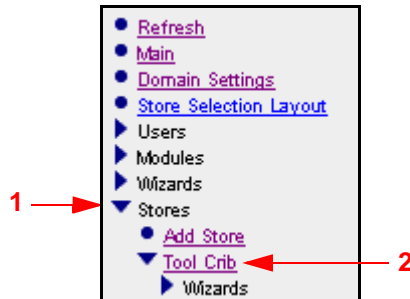 Refresh
Main
Domain Settings
Store Selection Layout
Users
Modules
Wizards
1 Stores
Add Store
Tool Crib 2
Wizards